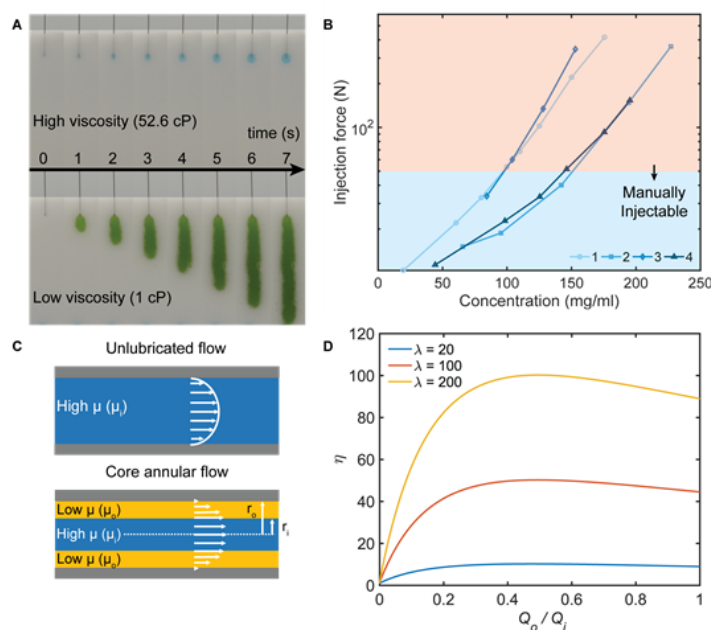 A
High viscosity (52.6 cP)
time (s)
0 1 2 3 4 5 6 7
Low viscosity (1 cP)
B
Injection force (N)
10²
Manually
Injectable
1 2 3 4
0 50 100 150 200 250
Concentration (mg/ml)
C
Unlubricated flow
High μ (μᵢ)
Core annular flow
Low μ (μₒ)
High μ (μᵢ)
Low μ (μₒ)
rₒ
rᵢ
D
λ = 20
λ = 100
λ = 200
η
120
100
80
60
40
20
0
0 0.2 0.4 0.6 0.8 1
Qₒ / Qᵢ